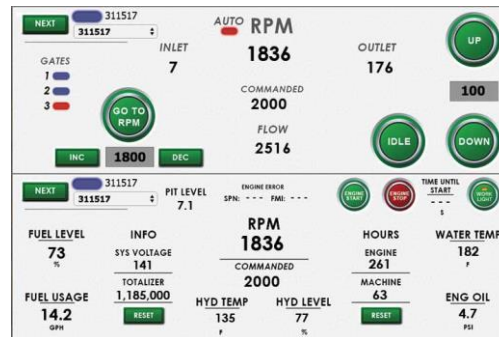 NEXT
311517
311517
AUTO RPM
1836
INLET
7
OUTLET
176
UP
GATES
1
2
3
COMMANDED
2000
100
GO TO
RPM
FLOW
2516
IDLE
DOWN
INC
1800
DEC
NEXT
311517
311517
PIT LEVEL
7.1
ENGINE ERROR
SPN: - - - FMI: - - -
ENGINE
START
ENGINE
STOP
TIME UNTIL
START
- - -
S
WORK
LIGHT
FUEL LEVEL
73
%
INFO
SYS VOLTAGE
141
TOTALIZER
1,185,000
RESET
RPM
1836
COMMANDED
2000
HOURS
ENGINE
261
MACHINE
63
RESET
WATER TEMP
182
F
FUEL USAGE
14.2
GPH
HYD TEMP
135
F
HYD LEVEL
77
%
ENG OIL
4.7
PSI